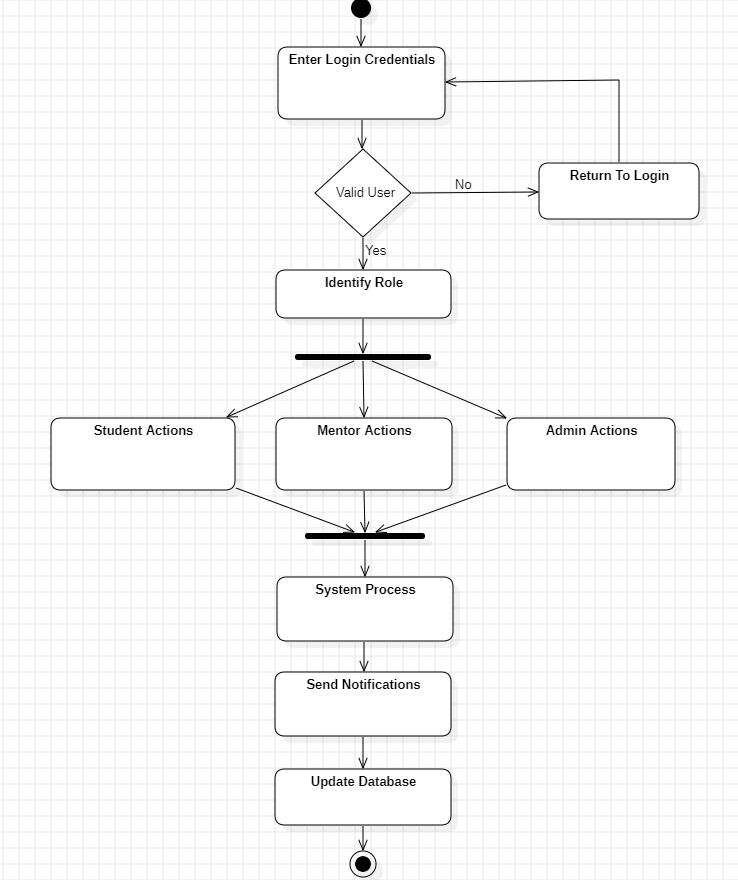 Enter Login Credentials
Return To Login
No
Valid User
Yes
Identify Role
Student Actions
Mentor Actions
Admin Actions
System Process
Send Notifications
Update Database